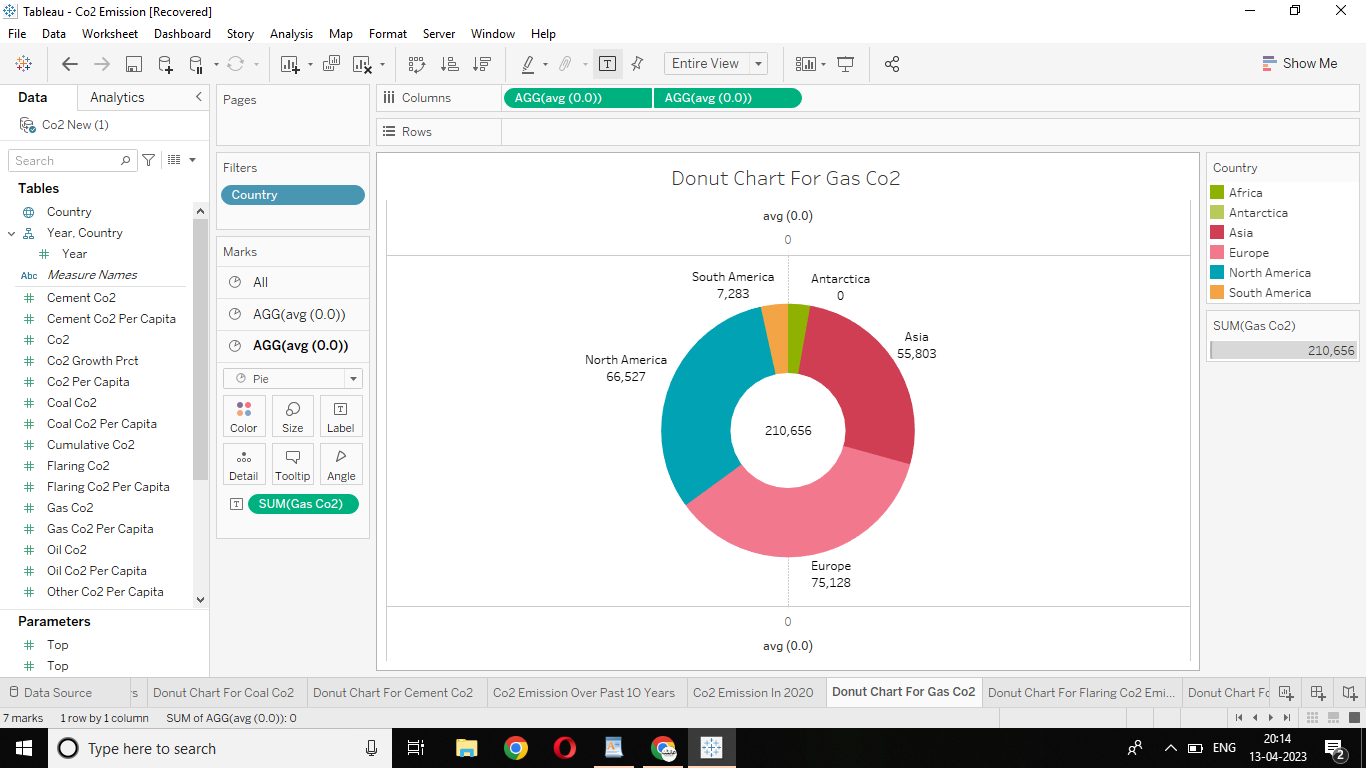 Tableau - Co2 Emission [Recovered]
File Data Worksheet Dashboard Story Analysis Map Format Server Window Help
Entire View
Show Me
Data Analytics
Co2 New (1)
Search
Tables
Country
Year, Country
Year
Abc Measure Names
Cement Co2
Cement Co2 Per Capita
Co2
Co2 Growth Prct
Co2 Per Capita
Coal Co2
Coal Co2 Per Capita
Cumulative Co2
Flaring Co2
Flaring Co2 Per Capita
Gas Co2
Gas Co2 Per Capita
Oil Co2
Oil Co2 Per Capita
Other Co2 Per Capita
Parameters
Top
Top
Pages
Filters
Country
Marks
All
AGG(avg (0.0))
AGG(avg (0.0))
Pie
Color Size Label
Detail Tooltip Angle
SUM(Gas Co2)
Columns AGG(avg (0.0)) AGG(avg (0.0))
Rows
Donut Chart For Gas Co2
avg (0.0)
0
South America
7,283
Antarctica
0
Asia
55,803
North America
66,527
210,656
Europe
75,128
0
avg (0.0)
Country
Africa
Antarctica
Asia
Europe
North America
South America
SUM(Gas Co2)
210,656
Data Source Donut Chart For Coal Co2 Donut Chart For Cement Co2 Co2 Emission Over Past 10 Years Co2 Emission In 2020 Donut Chart For Gas Co2 Donut Chart For Flaring Co2 Emi... Donut Chart Fo
7 marks 1 row by 1 column SUM of AGG(avg (0.0)): 0
Type here to search
ENG
20:14
13-04-2023
2